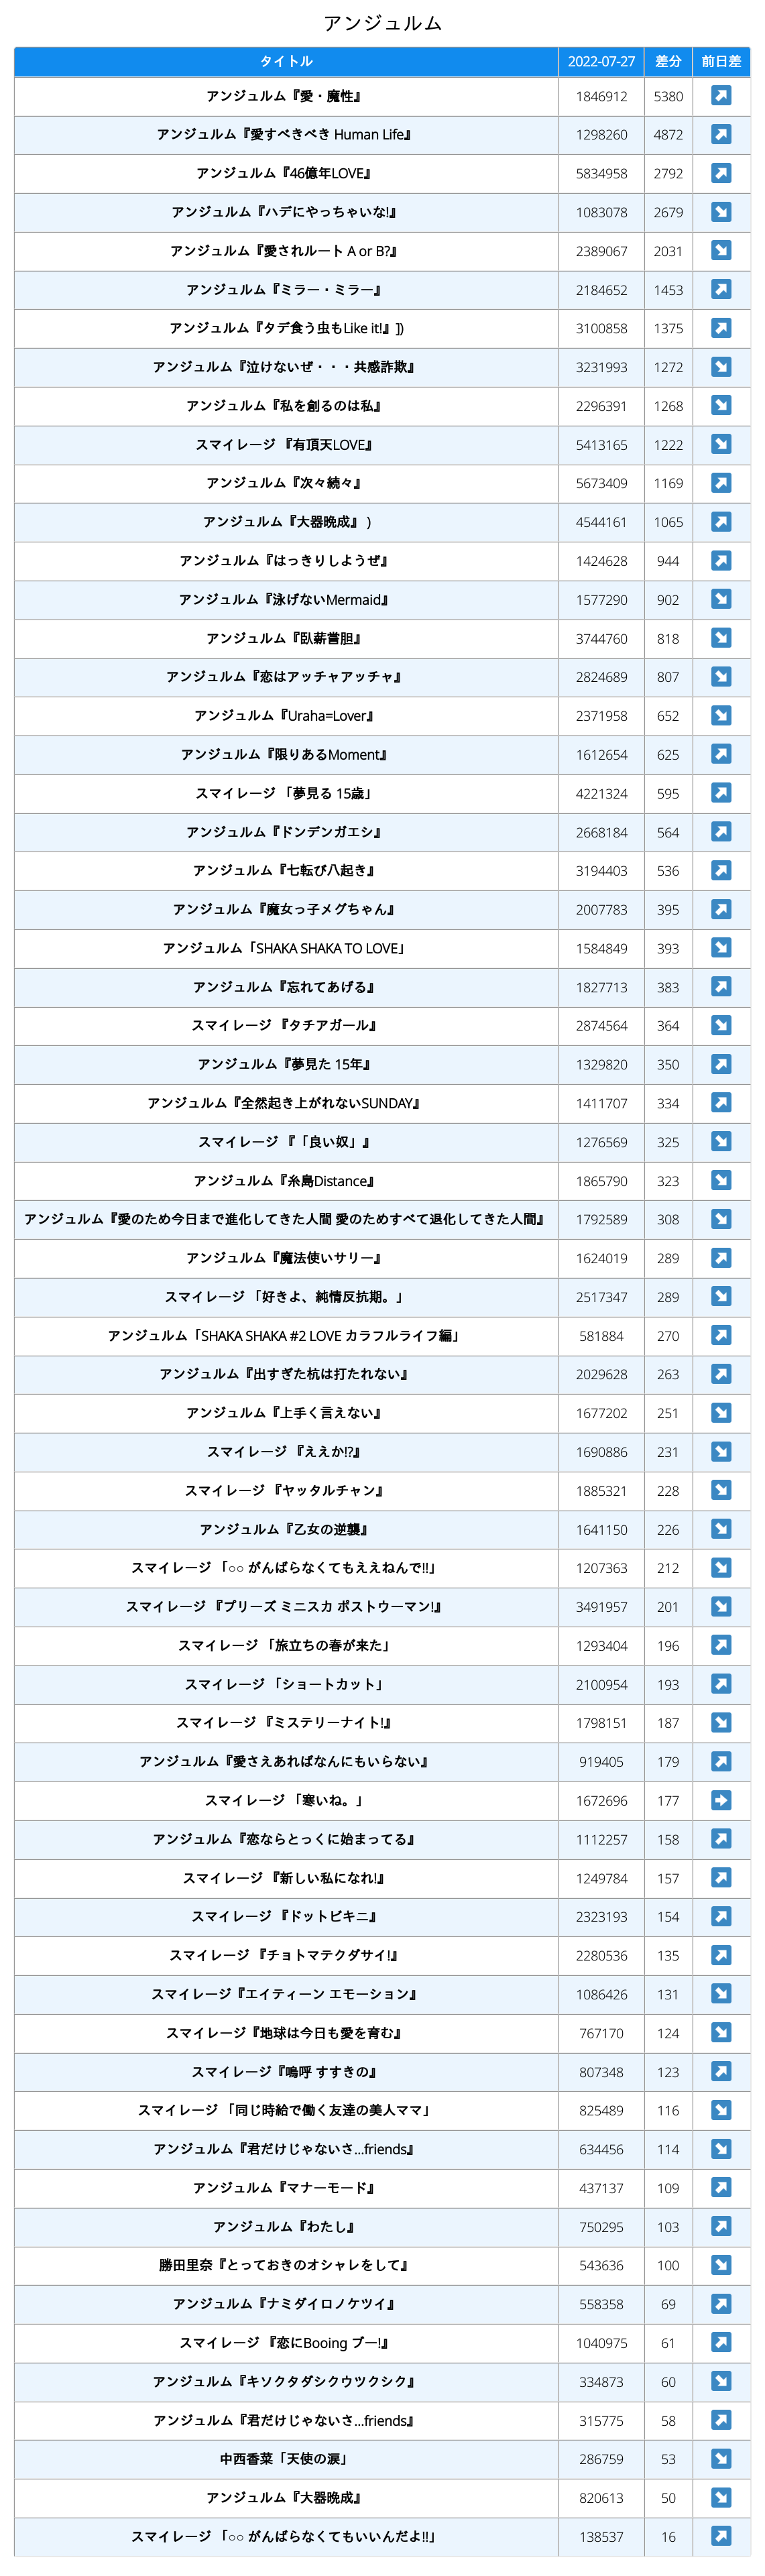 アンジュルム
タイトル 2022-07-27 差分 前日差
アンジュルム『愛・魔性』 1846912 5380 ↗
アンジュルム『愛すべきべき Human Life』 1298260 4872 ↗
アンジュルム『46億年LOVE』 5834958 2792 ↗
アンジュルム『ハデにやっちゃいな!』 1083078 2679 ↘
アンジュルム『愛されルート A or B?』 2389067 2031 ↘
アンジュルム『ミラー・ミラー』 2184652 1453 ↗
アンジュルム『タデ食う虫もLike it!』]) 3100858 1375 ↗
アンジュルム『泣けないぜ・・・共感詐欺』 3231993 1272 ↘
アンジュルム『私を創るのは私』 2296391 1268 ↘
スマイレージ 『有頂天LOVE』 5413165 1222 ↘
アンジュルム『次々続々』 5673409 1169 ↗
アンジュルム『大器晩成』 ) 4544161 1065 ↗
アンジュルム『はっきりしようぜ』 1424628 944 ↗
アンジュルム『泳げないMermaid』 1577290 902 ↘
アンジュルム『臥薪嘗胆』 3744760 818 ↘
アンジュルム『恋はアッチャアッチャ』 2824689 807 ↘
アンジュルム『Uraha=Lover』 2371958 652 ↘
アンジュルム『限りあるMoment』 1612654 625 ↗
スマイレージ 「夢見る 15歳」 4221324 595 ↗
アンジュルム『ドンデンガエシ』 2668184 564 ↗
アンジュルム『七転び八起き』 3194403 536 ↗
アンジュルム『魔女っ子メグちゃん』 2007783 395 ↗
アンジュルム「SHAKA SHAKA TO LOVE」 1584849 393 ↘
アンジュルム『忘れてあげる』 1827713 383 ↗
スマイレージ 『タチアガール』 2874564 364 ↘
アンジュルム『夢見た 15年』 1329820 350 ↗
アンジュルム『全然起き上がれないSUNDAY』 1411707 334 ↗
スマイレージ 『「良い奴」』 1276569 325 ↘
アンジュルム『糸島Distance』 1865790 323 ↘
アンジュルム『愛のため今日まで進化してきた人間 愛のためすべて退化してきた人間』 1792589 308 ↘
アンジュルム『魔法使いサリー』 1624019 289 ↗
スマイレージ 「好きよ、純情反抗期。」 2517347 289 ↘
アンジュルム「SHAKA SHAKA #2 LOVE カラフルライフ編」 581884 270 ↗
アンジュルム『出すぎた杭は打たれない』 2029628 263 ↗
アンジュルム『上手く言えない』 1677202 251 ↘
スマイレージ 『ええか!?』 1690886 231 ↘
スマイレージ 『ヤッタルチャン』 1885321 228 ↘
アンジュルム『乙女の逆襲』 1641150 226 ↘
スマイレージ 「○○ がんばらなくてもええねんで!!」 1207363 212 ↘
スマイレージ 『プリーズ ミニスカ ポストウーマン!』 3491957 201 ↘
スマイレージ 「旅立ちの春が来た」 1293404 196 ↗
スマイレージ 「ショートカット」 2100954 193 ↗
スマイレージ 『ミステリーナイト!』 1798151 187 ↘
アンジュルム『愛さえあればなんにもいらない』 919405 179 ↗
スマイレージ 「寒いね。」 1672696 177 →
アンジュルム『恋ならとっくに始まってる』 1112257 158 ↗
スマイレージ 『新しい私になれ!』 1249784 157 ↗
スマイレージ 『ドットビキニ』 2323193 154 ↗
スマイレージ 『チョトマテクダサイ!』 2280536 135 ↗
スマイレージ『エイティーン エモーション』 1086426 131 ↘
スマイレージ『地球は今日も愛を育む』 767170 124 ↘
スマイレージ『嗚呼 すすきの』 807348 123 ↗
スマイレージ 「同じ時給で働く友達の美人ママ」 825489 116 ↘
アンジュルム『君だけじゃないさ...friends』 634456 114 ↘
アンジュルム『マナーモード』 437137 109 ↗
アンジュルム『わたし』 750295 103 ↗
勝田里奈『とっておきのオシャレをして』 543636 100 ↘
アンジュルム『ナミダイロノケツイ』 558358 69 ↗
スマイレージ 『恋にBooing ブー!』 1040975 61 ↗
アンジュルム『キソクタダシクウツクシク』 334873 60 ↘
アンジュルム『君だけじゃないさ...friends』 315775 58 ↗
中西香菜「天使の涙」 286759 53 ↘
アンジュルム『大器晩成』 820613 50 ↘
スマイレージ 「○○ がんばらなくてもいいんだよ!!」 138537 16 ↗